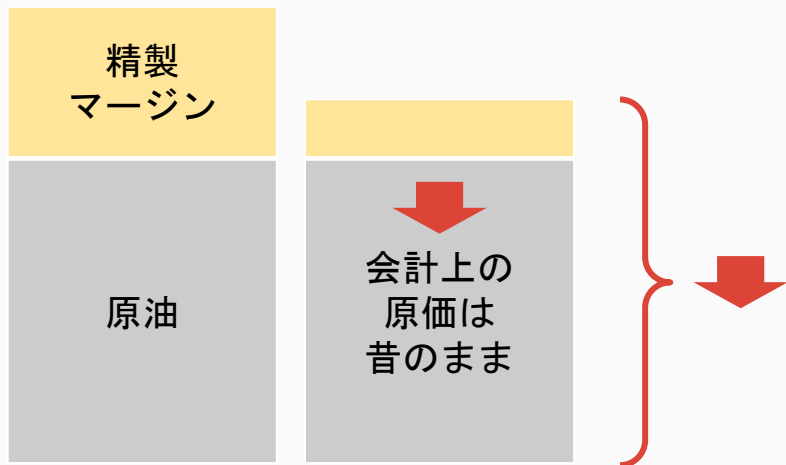 精製
マージン
原油
会計上の
原価は
昔のまま